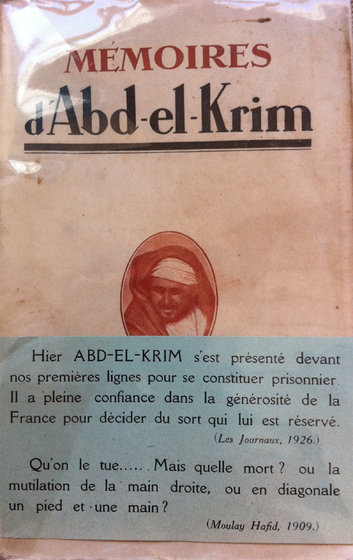 MÉMOIRES
d'Abd-el-Krim
Hier ABD-EL-KRIM s'est présenté devant
nos premières lignes pour se constituer prisonnier.
Il a pleine confiance dans la générosité de la
France pour décider du sort qui lui est réservé.
(Les Journaux, 1926.)
Qu'on le tue...... Mais quelle mort ? ou la
mutilation de la main droite, ou en diagonale
un pied et une main ?
(Moulay Hafid, 1909.)